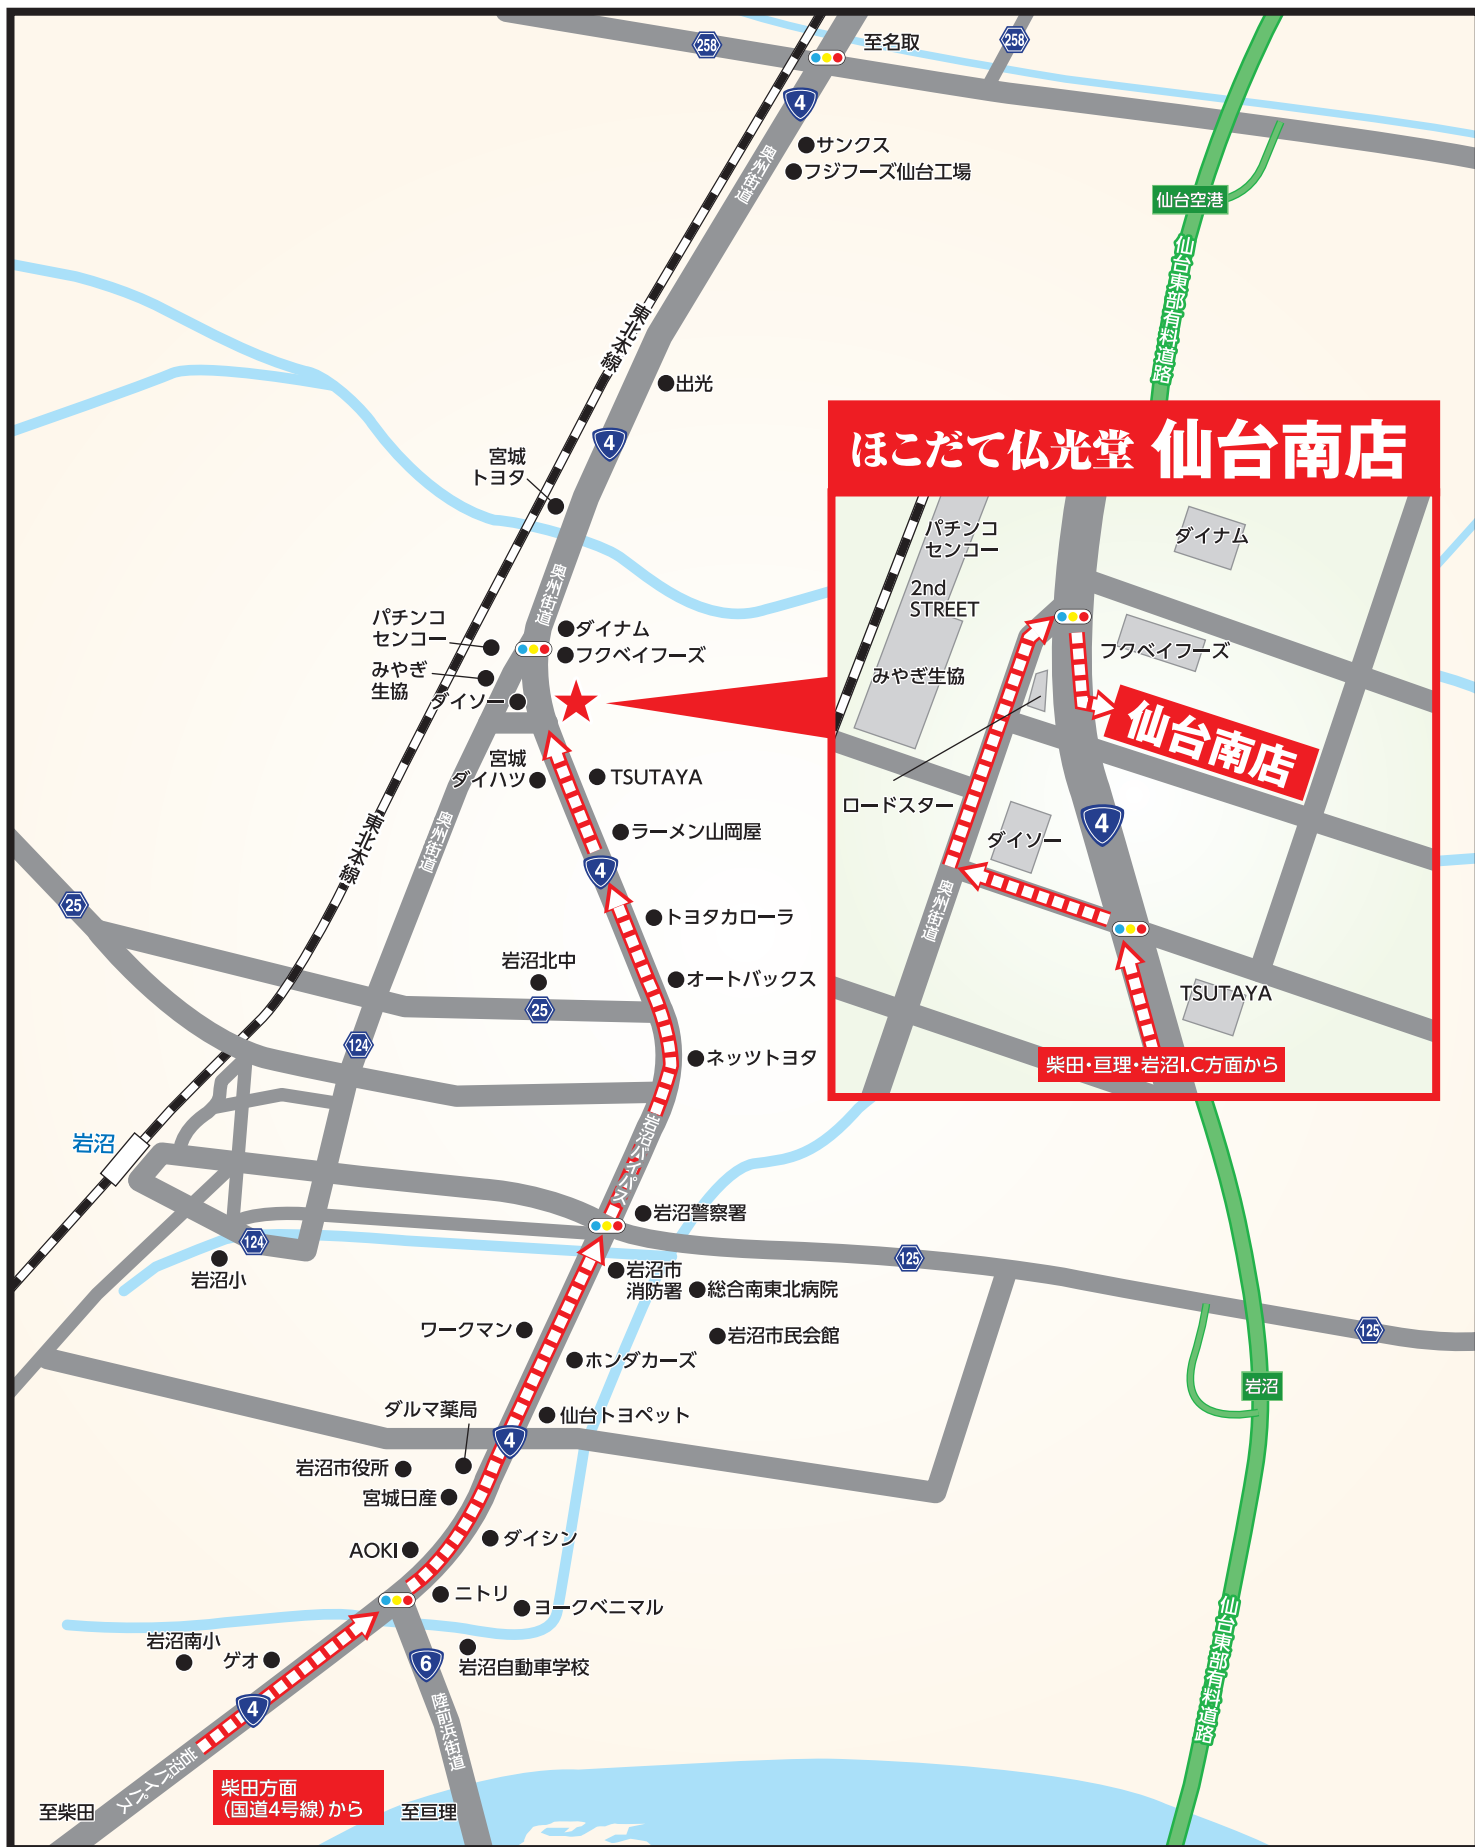 258
至名取
258
4
サンクス
フジフーズ仙台工場
奥州街道
仙台空港
仙台東部有料道路
東北本線
出光
4
宮城
トヨタ
奥州街道
パチンコ
センコー
ダイナム
フクベイフーズ
みやぎ
生協
ダイソー
宮城
ダイハツ
TSUTAYA
ラーメン山岡屋
奥州街道
東北本線
4
25
トヨタカローラ
岩沼北中
オートバックス
25
124
ネッツトヨタ
岩沼バイパス
岩沼
岩沼警察署
124
125
岩沼小
岩沼市
消防署
総合南東北病院
ワークマン
岩沼市民会館
125
ホンダカーズ
岩沼
ダルマ薬局
仙台トヨペット
4
岩沼市役所
宮城日産
ダイシン
AOKI
ニトリ
ヨークベニマル
岩沼南小
ゲオ
岩沼自動車学校
6
4
陸前浜街道
仙台東部有料道路
岩沼バイパス
柴田方面
(国道4号線)から
至柴田
至亘理
ほこだて仏光堂 仙台南店
パチンコ
センコー
ダイナム
2nd
STREET
フクベイフーズ
みやぎ生協
仙台南店
ロードスター
4
ダイソー
奥州街道
TSUTAYA
柴田・亘理・岩沼I.C方面から